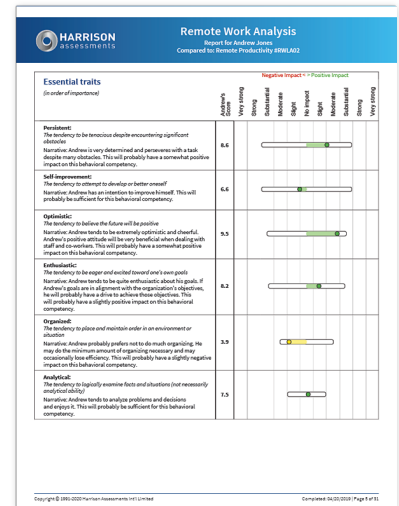 HARRISON
assessments
Remote Work Analysis
Report for Andrew Jones
Compared to: Remote Productivity #RWLA02
Essential traits
(in order of importance)
Andrew's
Score
Negative Impact < > Positive Impact
Very strong
Strong
Substantial
Moderate
Slight
No impact
Slight
Moderate
Substantial
Strong
Very strong
Persistent:
The tendency to be tenacious despite encountering significant
obstacles
Narrative: Andrew is very determined and perseveres with a task
despite many obstacles. This will probably have a somewhat positive
impact on this behavioral competency.
8.6
Self-improvement:
The tendency to attempt to develop or better oneself
Narrative: Andrew has an intention to improve himself. This will
probably be sufficient for this behavioral competency.
6.6
Optimistic:
The tendency to believe the future will be positive
Narrative: Andrew tends to be extremely optimistic and cheerful.
Andrew's positive attitude will be very beneficial when dealing with
staff and co-workers. This will probably have a somewhat positive
impact on this behavioral competency.
9.5
Enthusiastic:
The tendency to be eager and excited toward one's own goals
Narrative: Andrew tends to be quite enthusiastic about his goals. If
Andrew's goals are in alignment with the organization's objectives,
he will probably have a drive to achieve those objectives. This
will probably have a slightly positive impact on this behavioral
competency.
8.2
Organized:
The tendency to place and maintain order in an environment or
situation
Narrative: Andrew probably prefers not to do much organizing. He
may do the minimum amount of organizing necessary and may
occasionally lose efficiency. This will probably have a slightly negative
impact on this behavioral competency.
3.9
Analytical:
The tendency to logically examine facts and situations (not necessarily
analytical ability)
Narrative: Andrew tends to analyze problems and decisions
and enjoys it. This will probably be sufficient for this behavioral
competency.
7.5
Copyright © 1991-2020 Harrison Assessments Int'l Limited
Completed: 04/20/2019 | Page 5 of 31